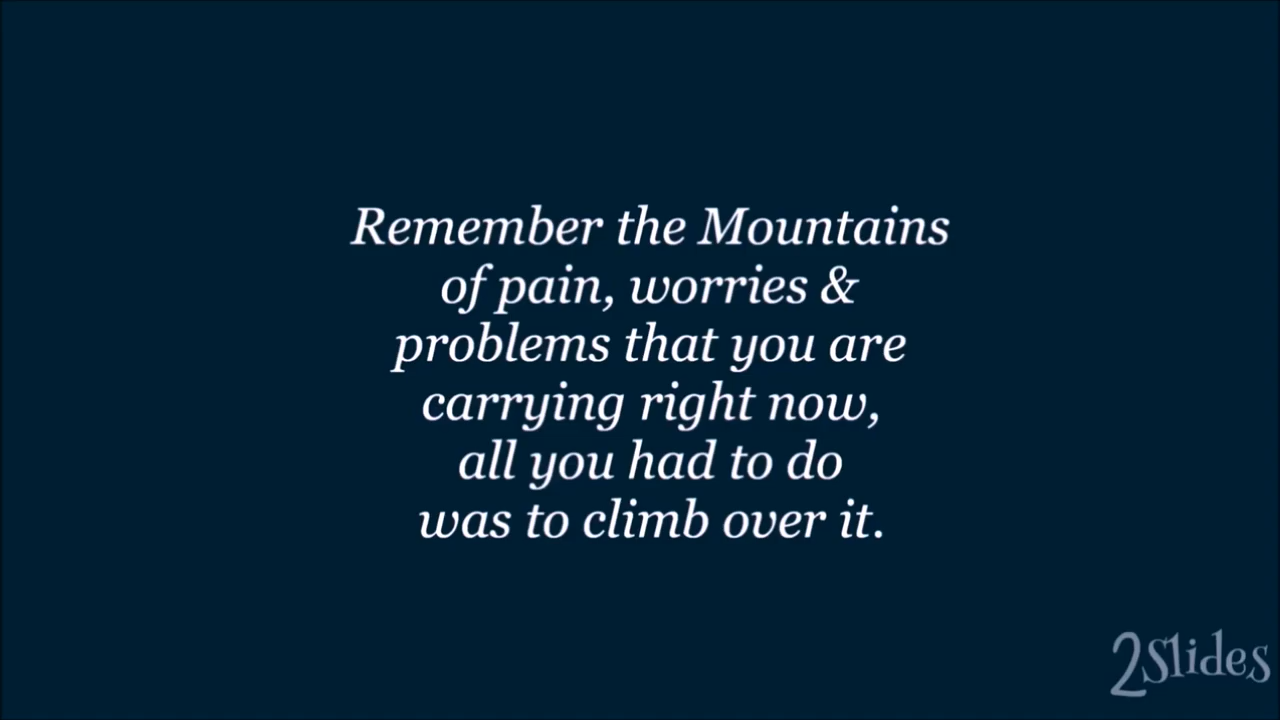 Remember the Mountains
of pain, worries &
problems that you are
carrying right now,
all you had to do
was to climb over it.
2Slides